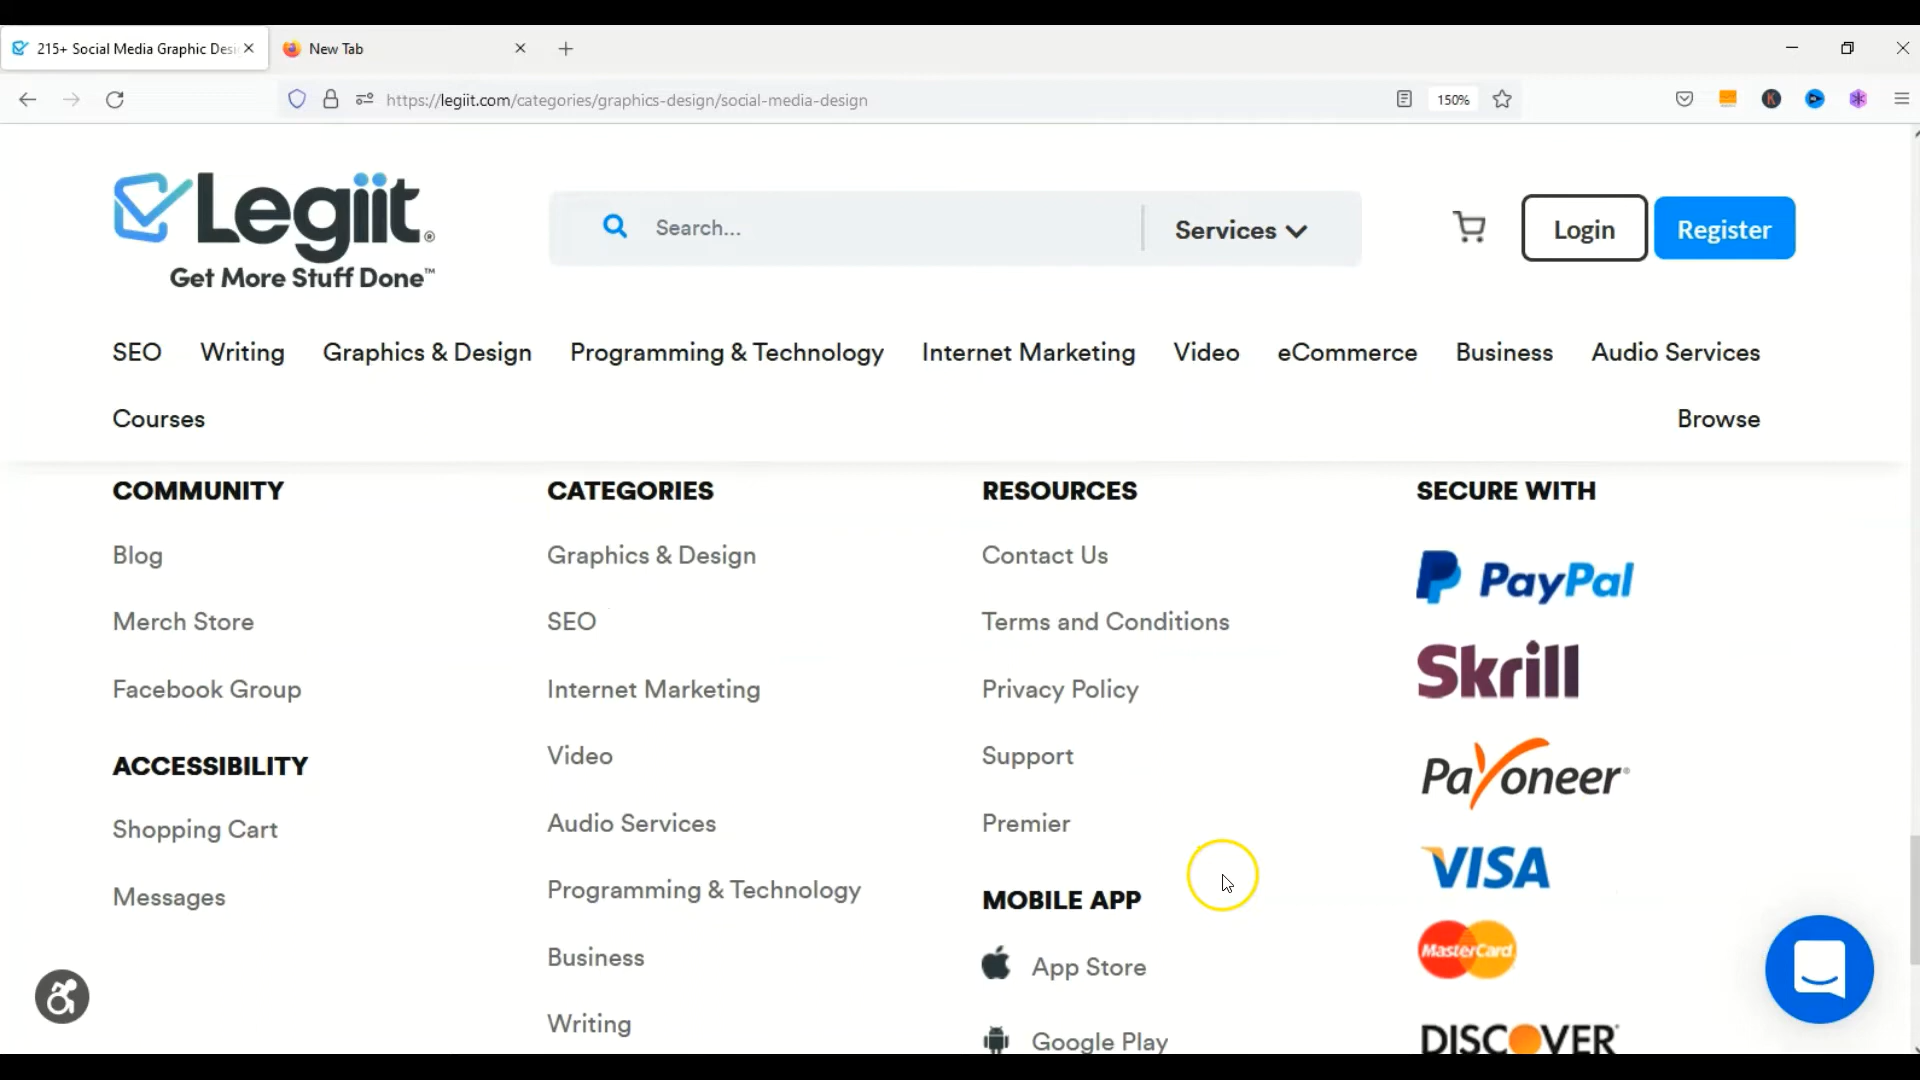 215+ Social Media Graphic Desi
New Tab
https://legiit.com/categories/graphics-design/social-media-design
150%
K
Legiit®
Get More Stuff Done™
Search...
Services
Login
Register
SEO Writing Graphics & Design Programming & Technology Internet Marketing Video eCommerce Business Audio Services
Courses
Browse
COMMUNITY
Blog
Merch Store
Facebook Group
ACCESSIBILITY
Shopping Cart
Messages
CATEGORIES
Graphics & Design
SEO
Internet Marketing
Video
Audio Services
Programming & Technology
Business
Writing
RESOURCES
Contact Us
Terms and Conditions
Privacy Policy
Support
Premier
MOBILE APP
App Store
Google Play
SECURE WITH
PayPal
Skrill
Payoneer®
VISA
MasterCard
DISCOVER